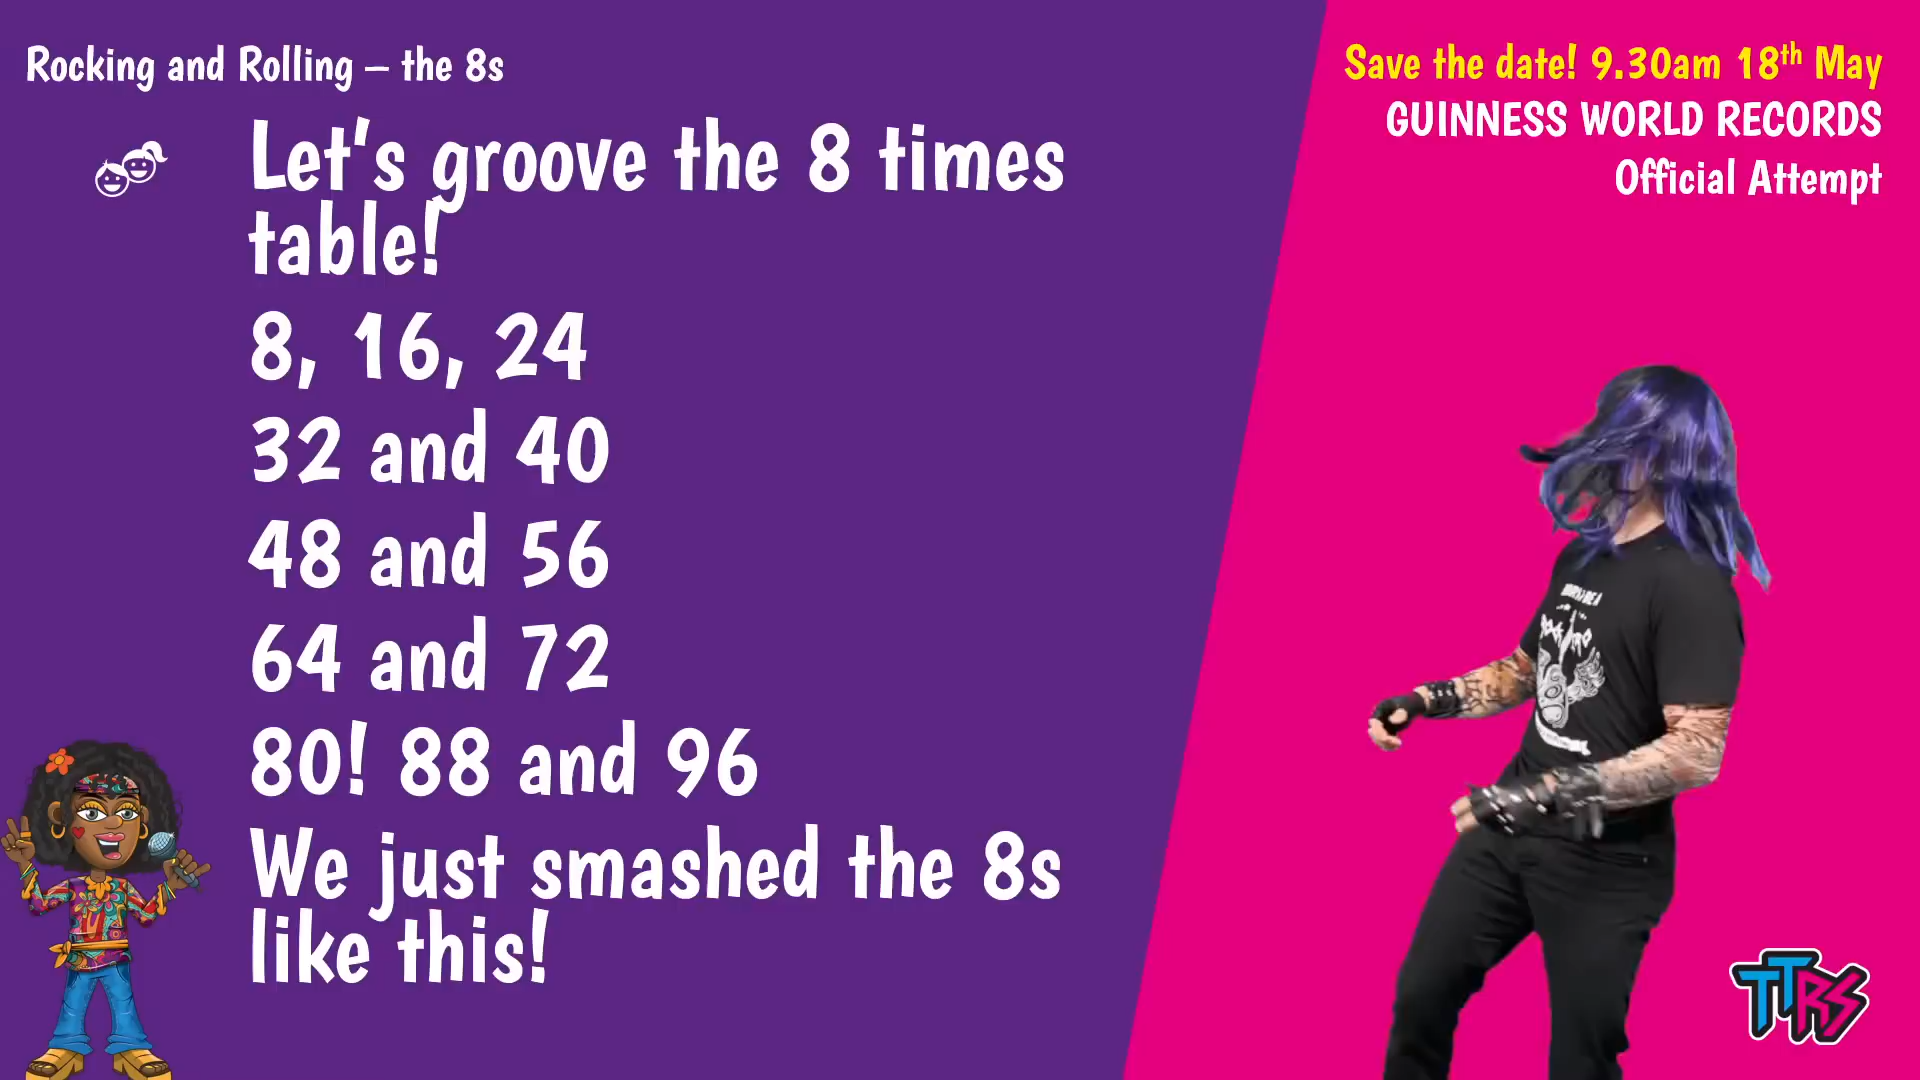 Rocking and Rolling – the 8s
Let's groove the 8 times
table!
8, 16, 24
32 and 40
48 and 56
64 and 72
80! 88 and 96
We just smashed the 8s
like this!
Save the date! 9.30am 18th May
GUINNESS WORLD RECORDS
Official Attempt
TTRS